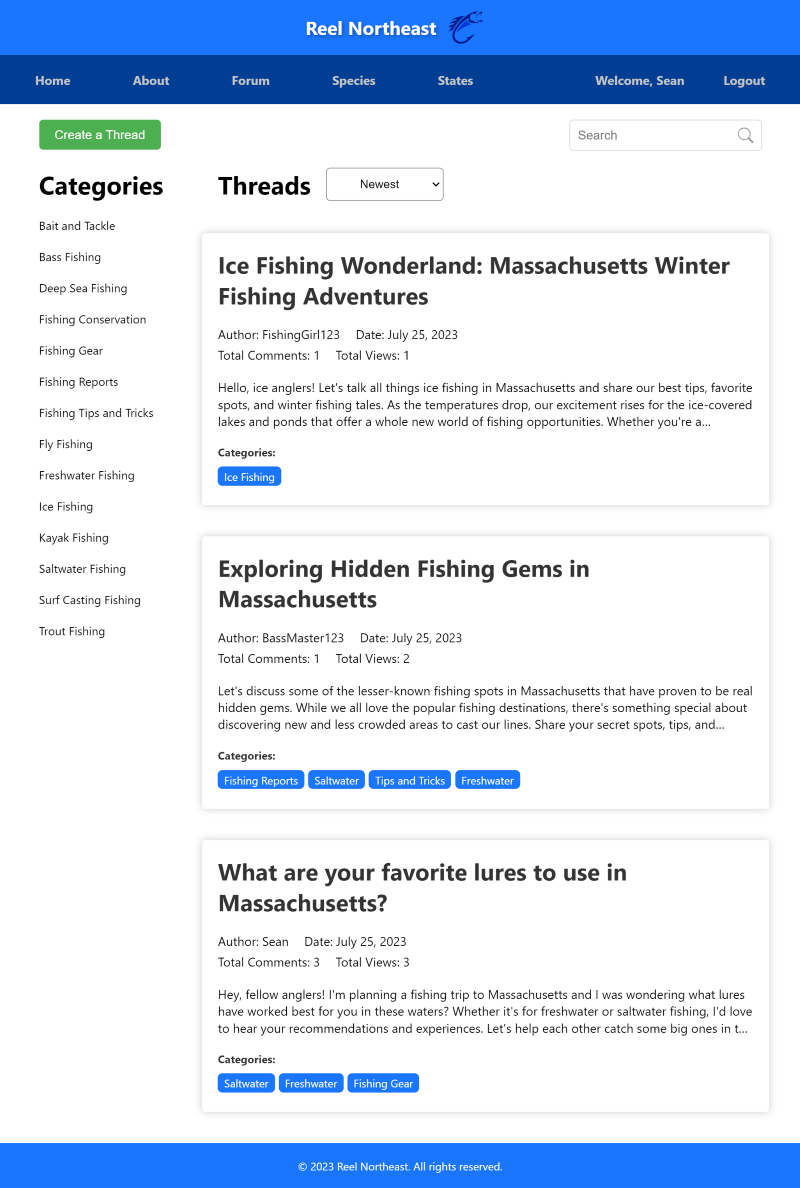 Reel Northeast
Home About Forum Species States Welcome, Sean Logout
Create a Thread
Search
Categories
Bait and Tackle
Bass Fishing
Deep Sea Fishing
Fishing Conservation
Fishing Gear
Fishing Reports
Fishing Tips and Tricks
Fly Fishing
Freshwater Fishing
Ice Fishing
Kayak Fishing
Saltwater Fishing
Surf Casting Fishing
Trout Fishing
Threads
Newest
Ice Fishing Wonderland: Massachusetts Winter
Fishing Adventures
Author: FishingGirl123 Date: July 25, 2023
Total Comments: 1 Total Views: 1
Hello, ice anglers! Let's talk all things ice fishing in Massachusetts and share our best tips, favorite
spots, and winter fishing tales. As the temperatures drop, our excitement rises for the ice-covered
lakes and ponds that offer a whole new world of fishing opportunities. Whether you're a...
Categories:
Ice Fishing
Exploring Hidden Fishing Gems in
Massachusetts
Author: BassMaster123 Date: July 25, 2023
Total Comments: 1 Total Views: 2
Let's discuss some of the lesser-known fishing spots in Massachusetts that have proven to be real
hidden gems. While we all love the popular fishing destinations, there's something special about
discovering new and less crowded areas to cast our lines. Share your secret spots, tips, and...
Categories:
Fishing Reports Saltwater Tips and Tricks Freshwater
What are your favorite lures to use in
Massachusetts?
Author: Sean Date: July 25, 2023
Total Comments: 3 Total Views: 3
Hey, fellow anglers! I'm planning a fishing trip to Massachusetts and I was wondering what lures
have worked best for you in these waters? Whether it's for freshwater or saltwater fishing, I'd love
to hear your recommendations and experiences. Let's help each other catch some big ones in t...
Categories:
Saltwater Freshwater Fishing Gear
© 2023 Reel Northeast. All rights reserved.